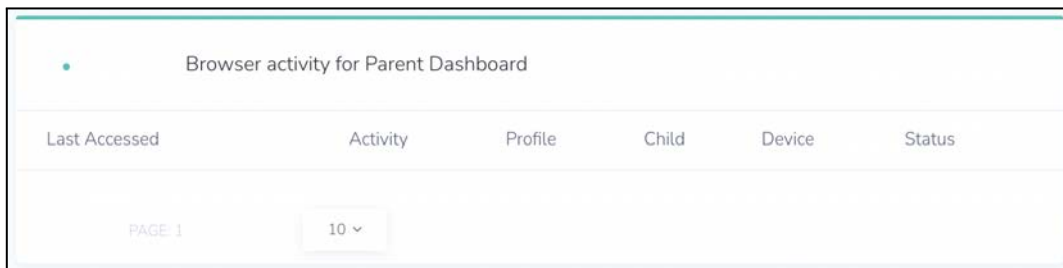 Browser activity for Parent Dashboard
Last Accessed Activity Profile Child Device Status
PAGE: 1 10